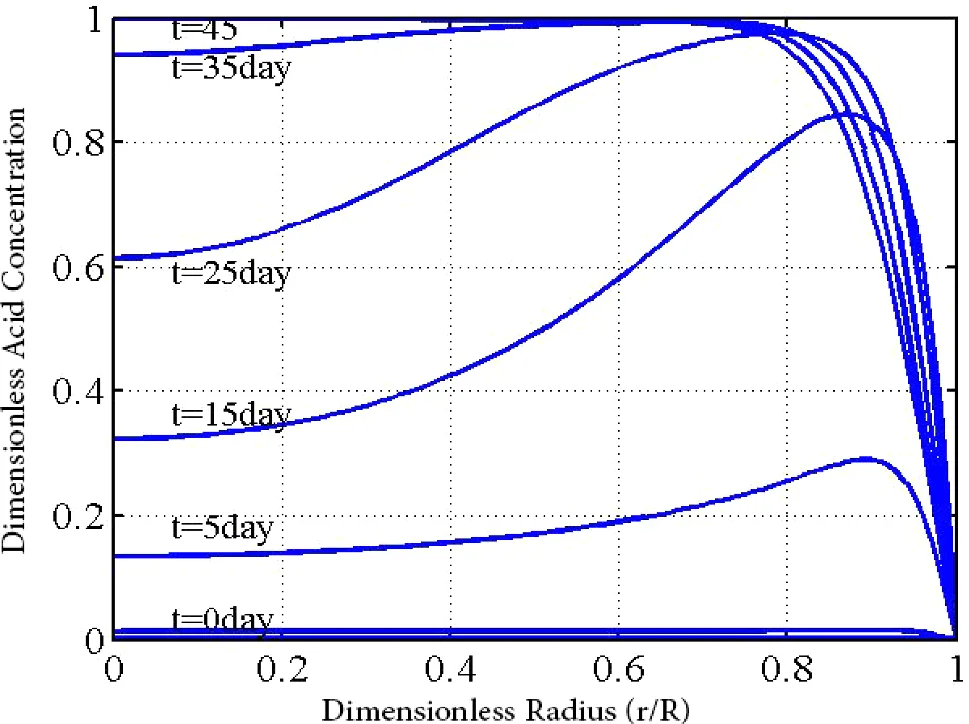 1
t=45
t=35day
0.8
0.6
t=25day
0.4
t=15day
0.2
t=5day
t=0day
0
0
0.2
0.4
0.6
0.8
1
Dimensionless Acid Concentration
Dimensionless Radius (r/R)